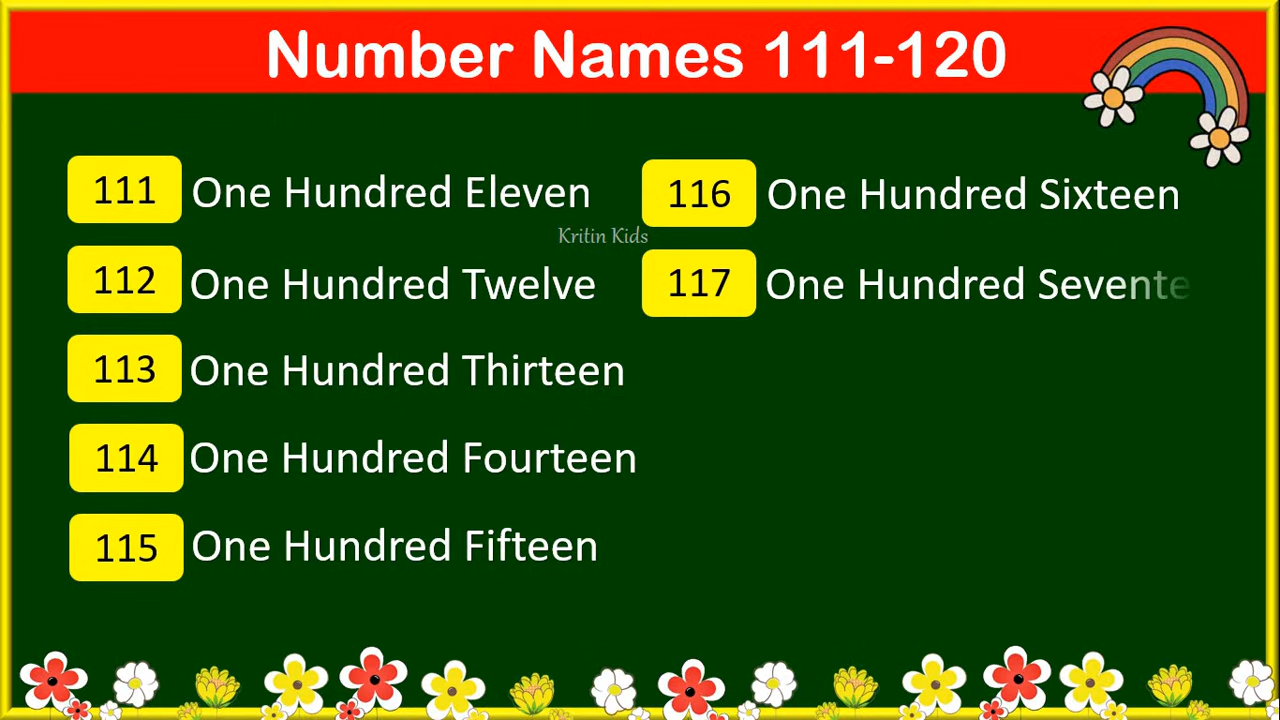 Number Names 111-120
111 One Hundred Eleven
112 One Hundred Twelve
113 One Hundred Thirteen
114 One Hundred Fourteen
115 One Hundred Fifteen
116 One Hundred Sixteen
Kritin Kids
117 One Hundred Sevente